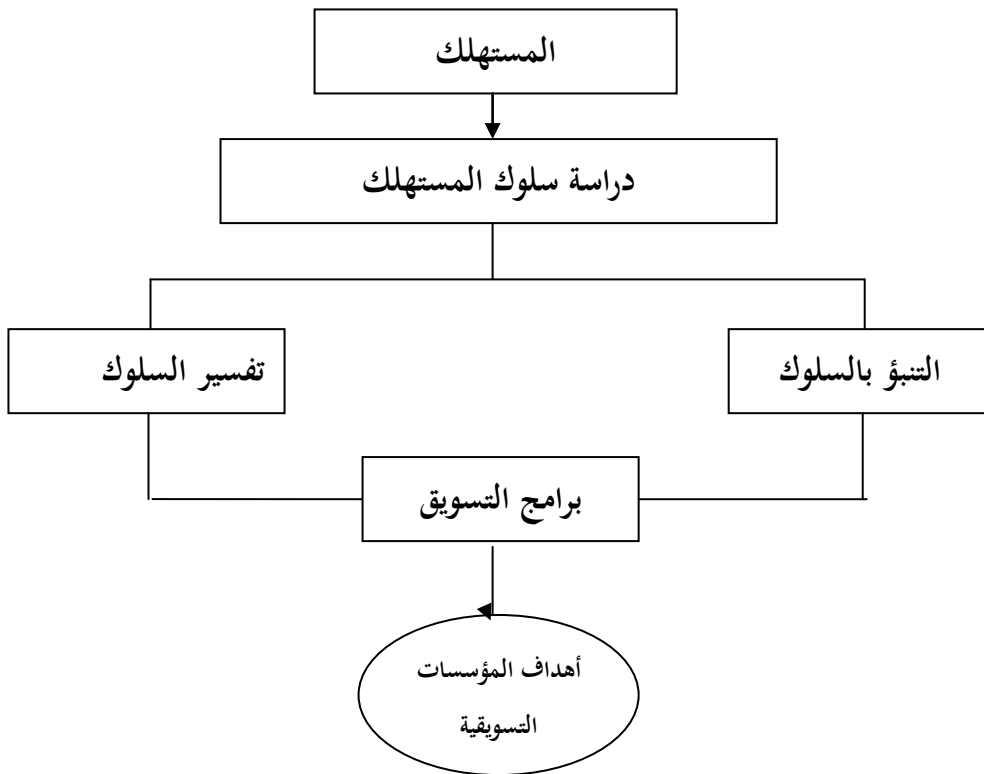 المستهلك
دراسة سلوك المستهلك
التنبؤ بالسلوك
تفسير السلوك
برامج التسويق
أهداف المؤسسات
التسويقية